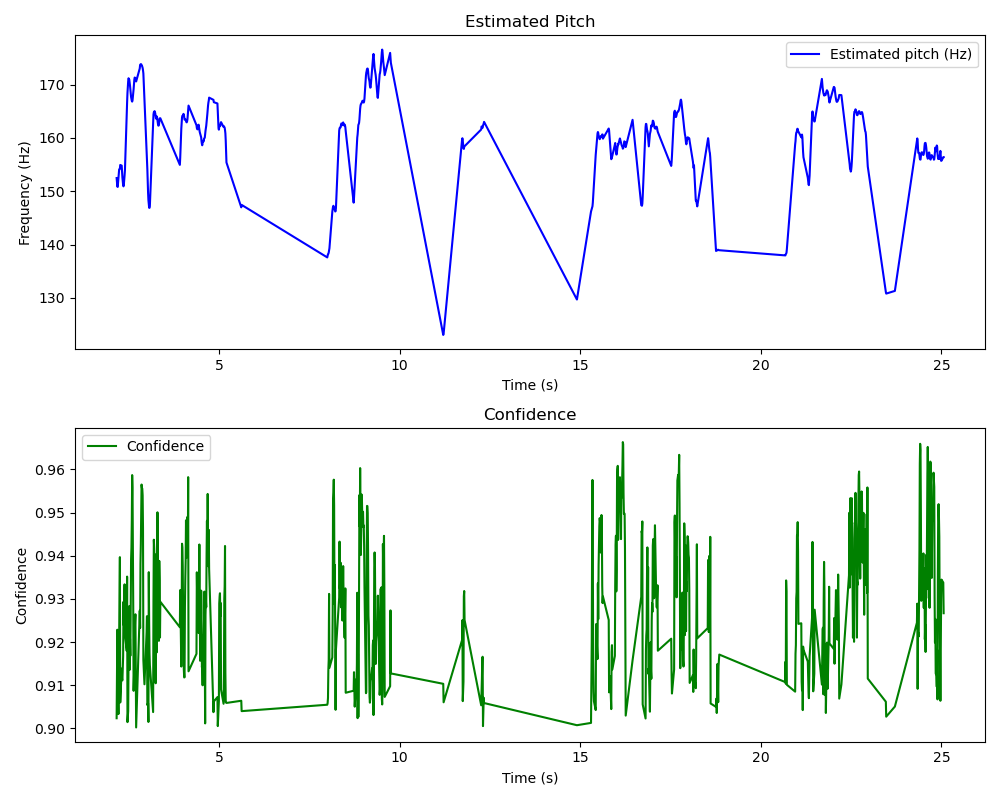 Estimated Pitch
Estimated pitch (Hz)
Frequency (Hz)
170
160
150
140
130
5
10
15
20
25
Time (s)
Confidence
Confidence
Confidence
0.96
0.95
0.94
0.93
0.92
0.91
0.90
5
10
15
20
25
Time (s)